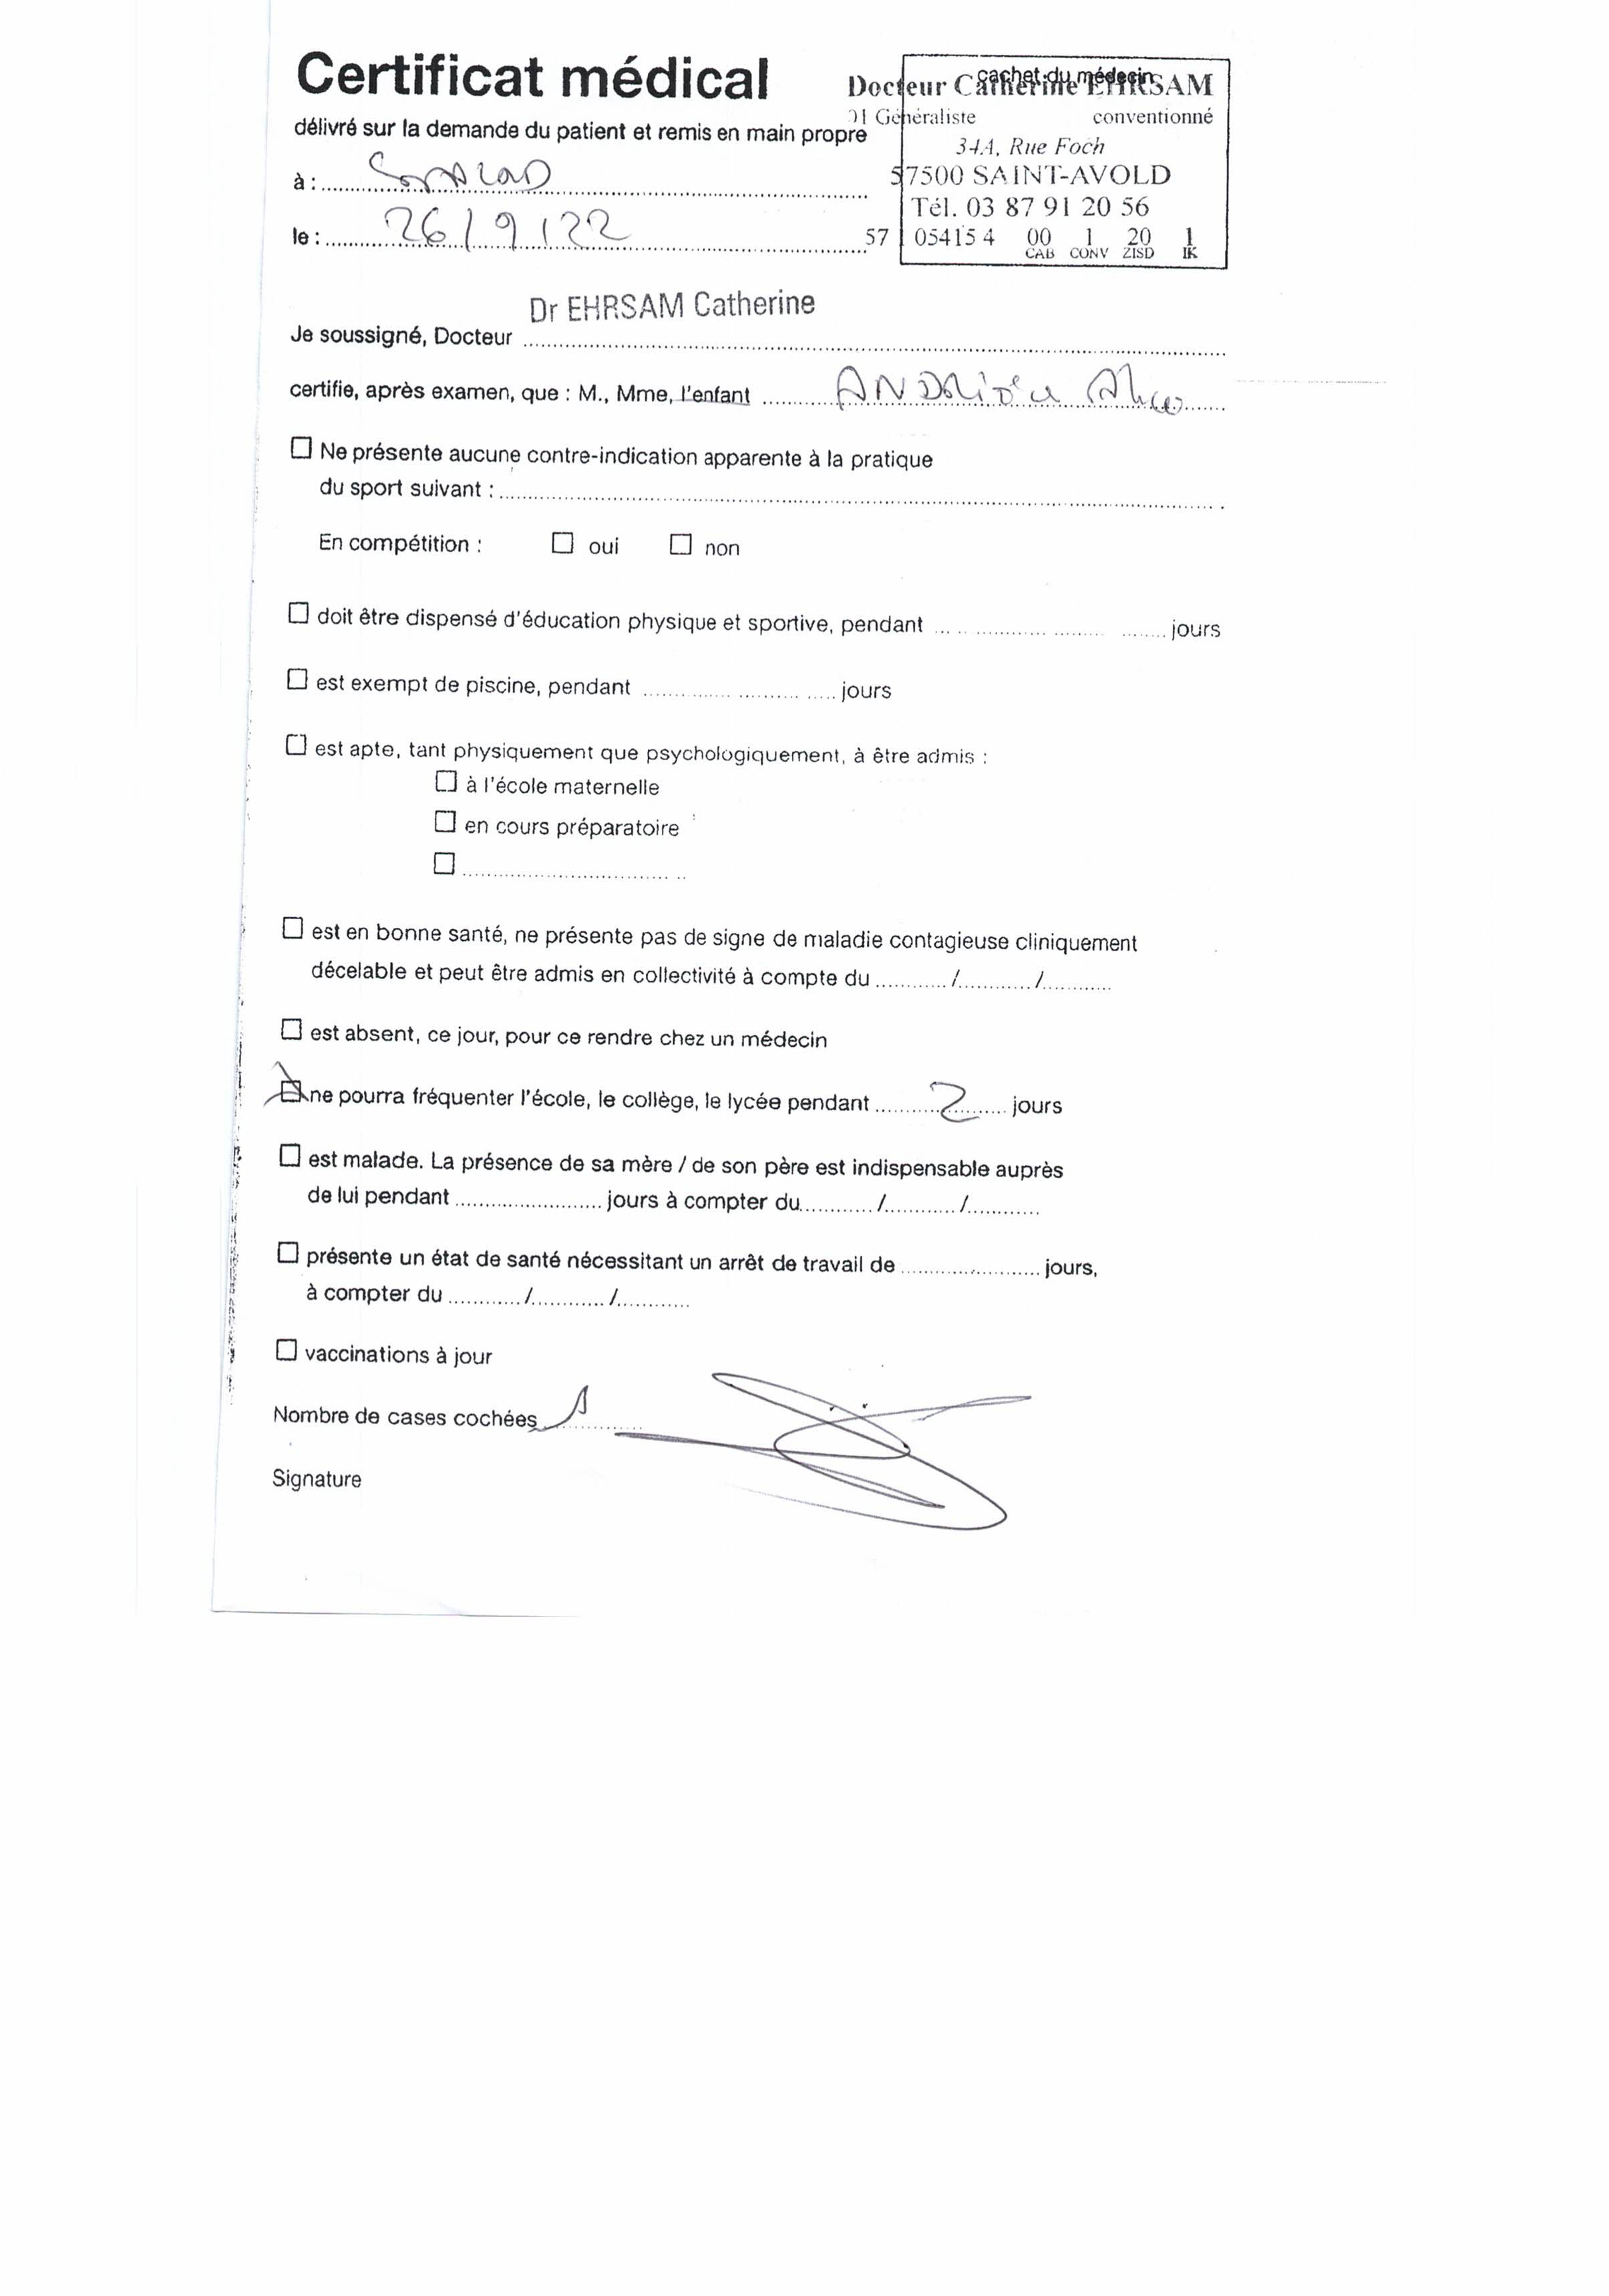 Certificat médical
cachet du médecin
Docteur Catherine EHRSAM
01 Généraliste conventionné
délivré sur la demande du patient et remis en main propre
34A, Rue Foch
à :
57500 SAINT-AVOLD
Tél. 03 87 91 20 56
le : 26/9/22
57 05415 4 00 1 20 1
CAB CONV ZISD IK
Dr EHRSAM Catherine
Je soussigné, Docteur
certifie, après examen, que : M., Mme, l'enfant
☐ Ne présente aucune contre-indication apparente à la pratique
du sport suivant :
En compétition : ☐ oui ☐ non
☐ doit être dispensé d'éducation physique et sportive, pendant jours
☐ est exempt de piscine, pendant jours
☐ est apte, tant physiquement que psychologiquement, à être admis :
☐ à l'école maternelle
☐ en cours préparatoire
☐
☐ est en bonne santé, ne présente pas de signe de maladie contagieuse cliniquement
décelable et peut être admis en collectivité à compte du / /
☐ est absent, ce jour, pour ce rendre chez un médecin
☒ ne pourra fréquenter l'école, le collège, le lycée pendant 2 jours
☐ est malade. La présence de sa mère / de son père est indispensable auprès
de lui pendant jours à compter du / /
☐ présente un état de santé nécessitant un arrêt de travail de jours,
à compter du / /
☐ vaccinations à jour
Nombre de cases cochées 1
Signature